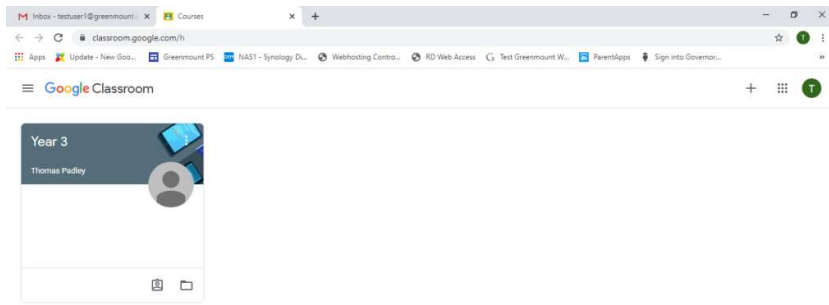 Inbox - testuser1@greenmount
Courses
classroom.google.com/h
T
Apps Update - New Goo... Greenmount PS NAS1 - Synology Di... Webhosting Contro... RD Web Access Test Greenmount W... ParentApps Sign into Governor...
Google Classroom
T
Year 3
Thomas Padley